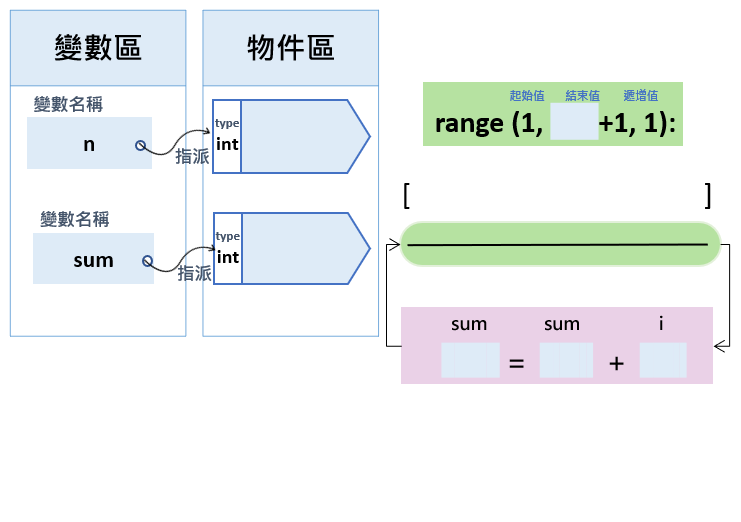 變數區
物件區
變數名稱
n
指派
type
int
變數名稱
sum
指派
type
int
起始值 結束值 遞增值
range (1, +1, 1):
[ ]
sum sum i
= +